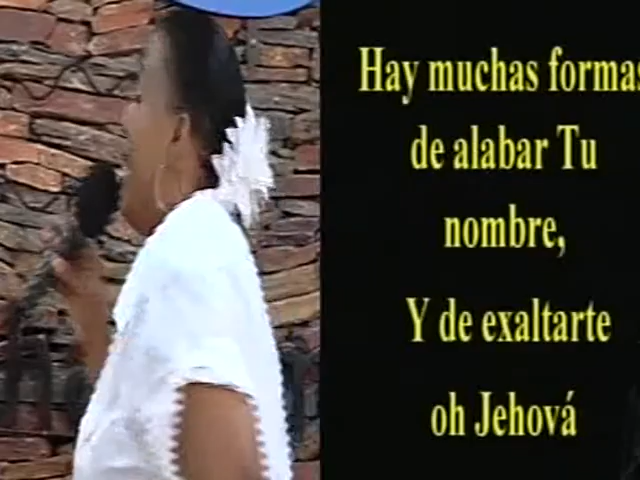 Hay muchas formas
de alabar Tu
nombre,
Y de exaltarte
oh Jehová